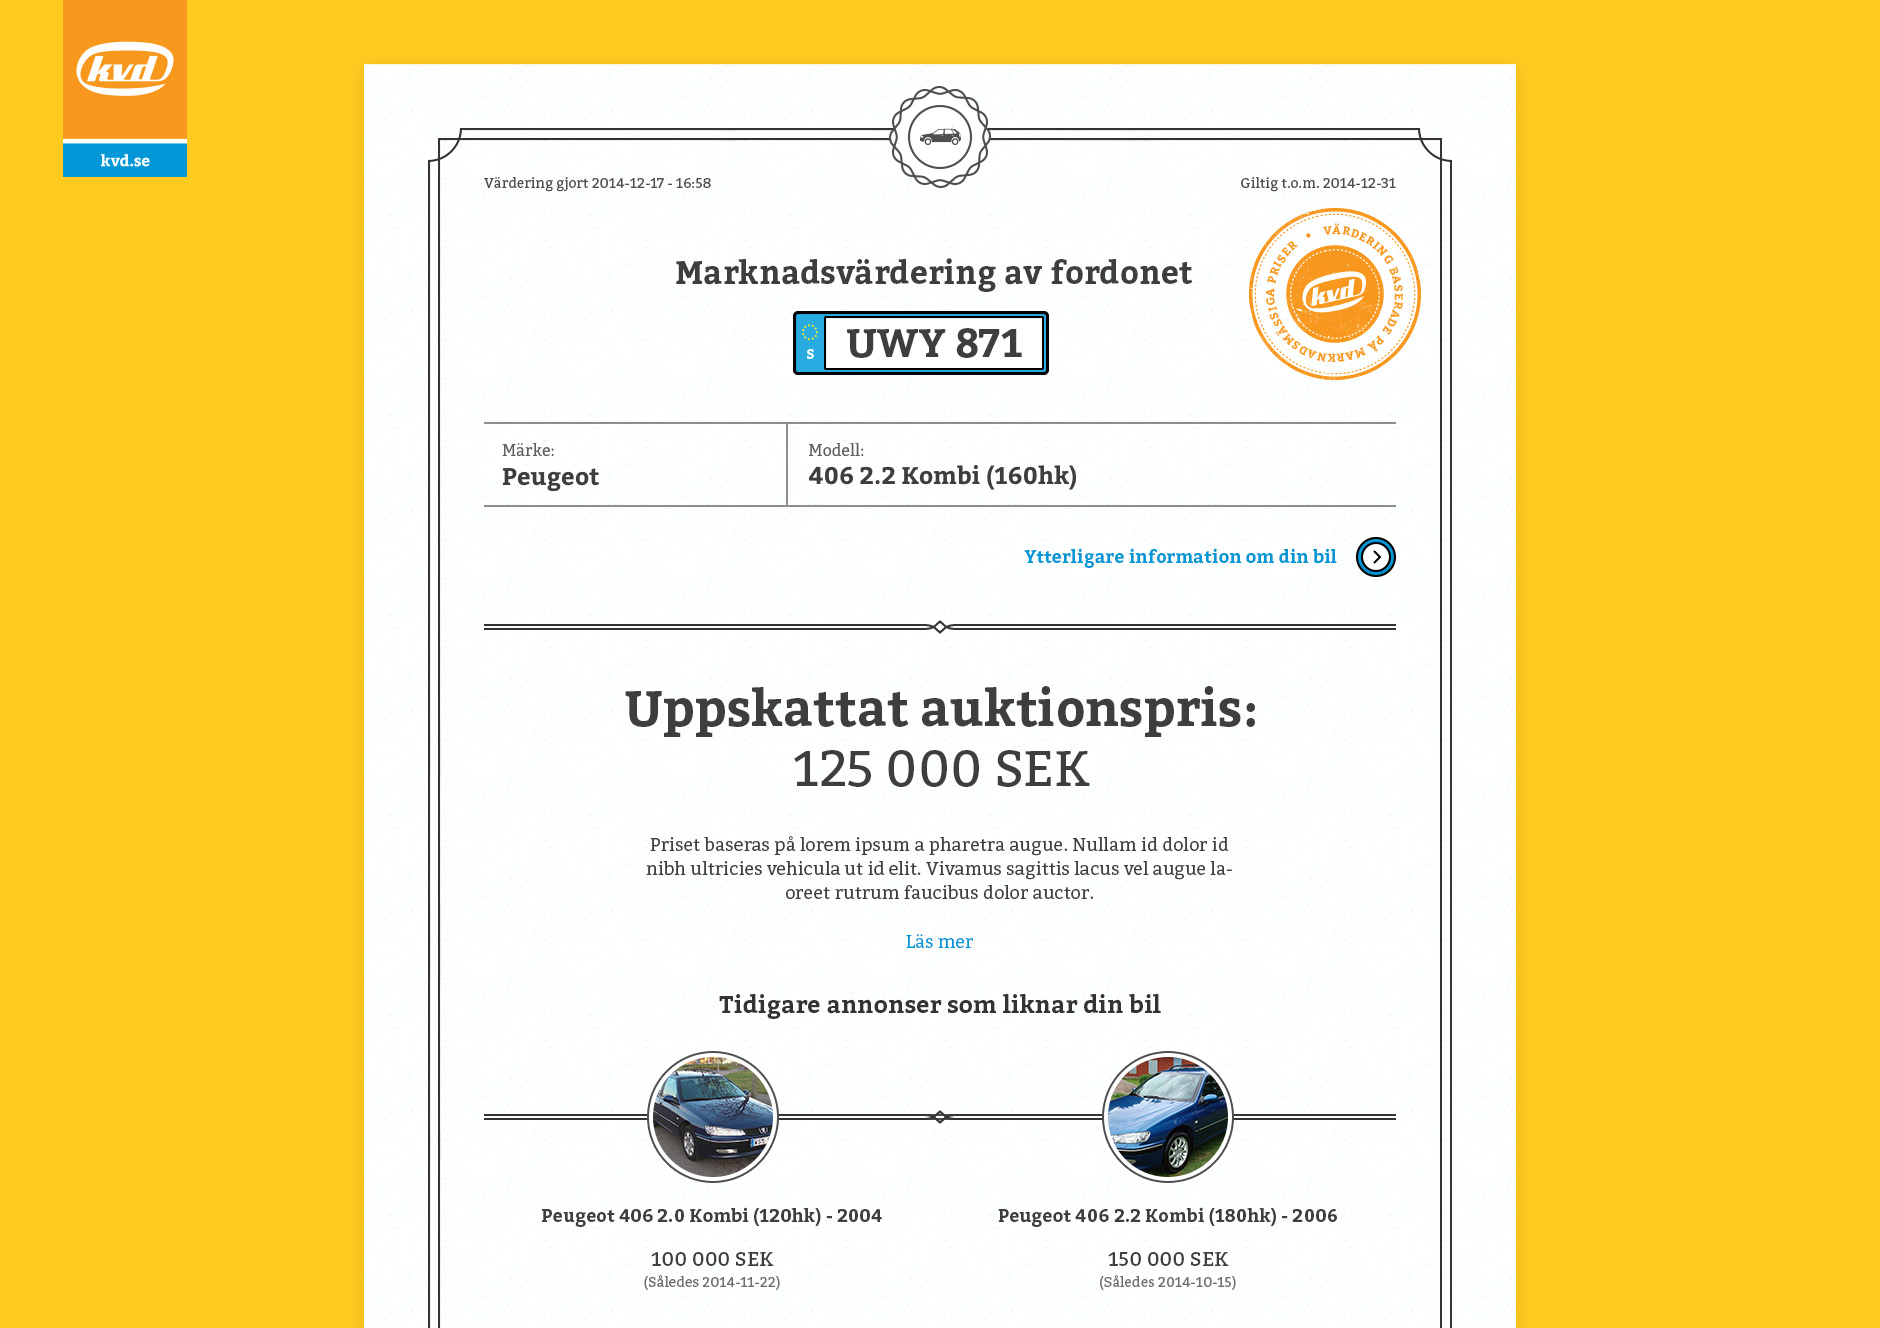 kvd
kvd.se
Värdering gjort 2014-12-17 - 16:58
Giltig t.o.m. 2014-12-31
VÄRDERING BASERADE PÅ MARKNADSMÄSSIGA PRISER •
kvd
Marknadsvärdering av fordonet
S
UWY 871
Märke:
Peugeot
Modell:
406 2.2 Kombi (160hk)
Ytterligare information om din bil
Uppskattat auktionspris:
125 000 SEK
Priset baseras på lorem ipsum a pharetra augue. Nullam id dolor id
nibh ultricies vehicula ut id elit. Vivamus sagittis lacus vel augue la-
oreet rutrum faucibus dolor auctor.
Läs mer
Tidigare annonser som liknar din bil
Peugeot 406 2.0 Kombi (120hk) - 2004
100 000 SEK
(Således 2014-11-22)
Peugeot 406 2.2 Kombi (180hk) - 2006
150 000 SEK
(Således 2014-10-15)